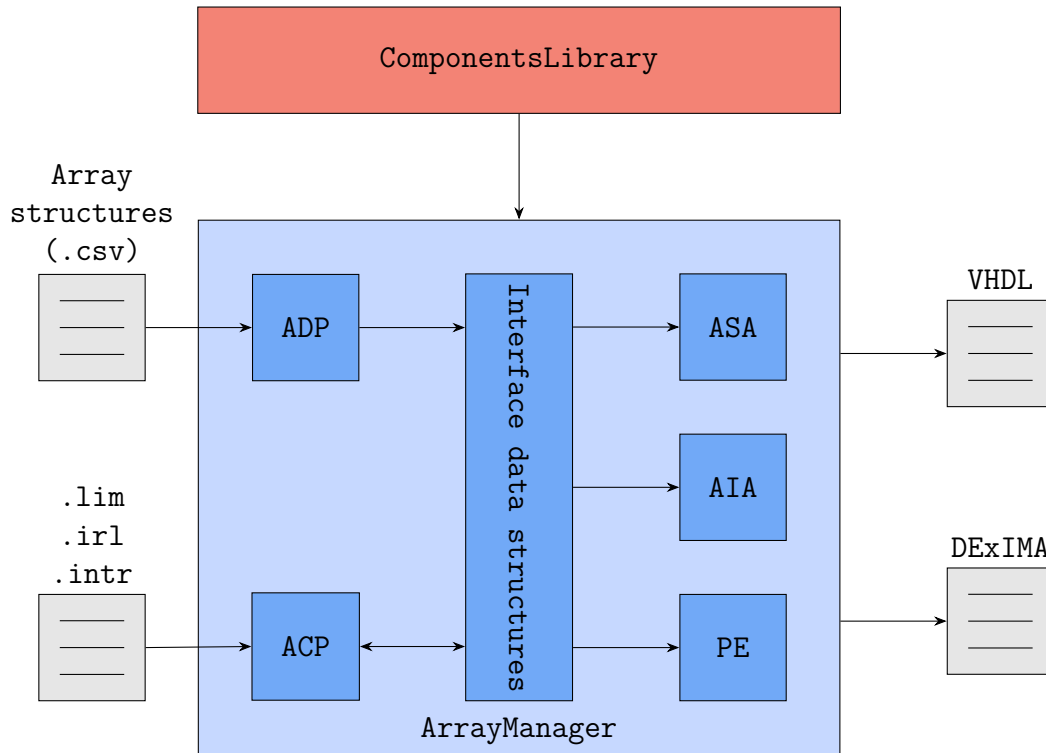 ComponentsLibrary
Array
structures
(.csv)
ADP
Interface data structures
ASA
VHDL
AIA
.lim
.irl
.intr
ACP
PE
DExIMA
ArrayManager